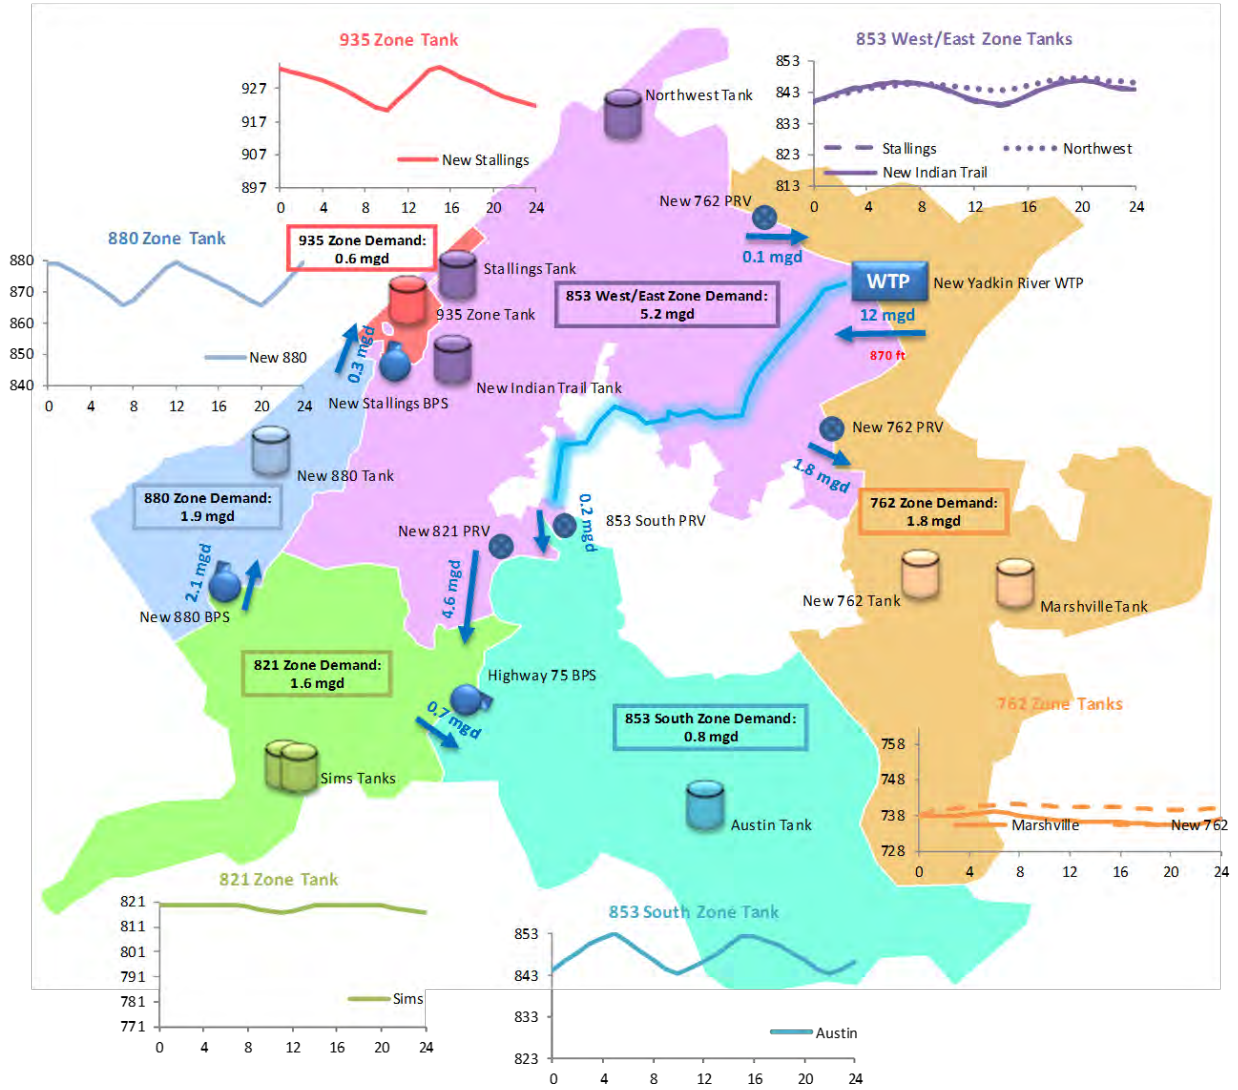 935 Zone Tank
927
917
907
897
0
4
8
12
16
20
24
New Stallings
853 West/East Zone Tanks
853
843
833
823
813
0
4
8
12
16
20
24
Stallings
Northwest
New Indian Trail
Northwest Tank
New 762 PRV
0.1 mgd
880 Zone Tank
880
870
860
850
840
0
4
8
12
16
20
24
New 880
935 Zone Demand:
0.6 mgd
Stallings Tank
935 Zone Tank
853 West/East Zone Demand:
5.2 mgd
WTP
New Yadkin River WTP
12 mgd
870 ft
0.3 mgd
New Stallings BPS
New Indian Trail Tank
New 762 PRV
1.8 mgd
New 880 Tank
880 Zone Demand:
1.9 mgd
762 Zone Demand:
1.8 mgd
New 821 PRV
0.2 mgd
853 South PRV
4.6 mgd
2.1 mgd
New 880 BPS
New 762 Tank
Marshville Tank
821 Zone Demand:
1.6 mgd
Highway 75 BPS
0.7 mgd
853 South Zone Demand:
0.8 mgd
Sims Tanks
Austin Tank
762 Zone Tanks
758
748
738
728
0
4
8
12
16
20
24
Marshville
New 762
821 Zone Tank
821
811
801
791
781
771
0
4
8
12
16
20
24
Sims
853 South Zone Tank
853
843
833
823
0
4
8
12
16
20
24
Austin